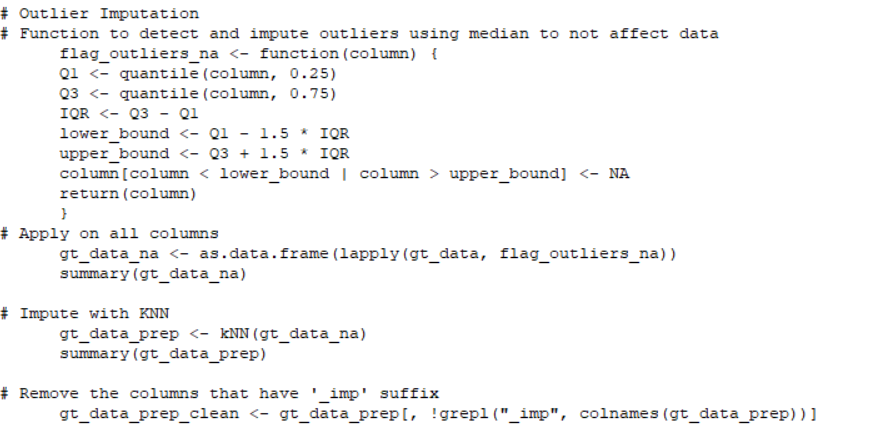 # Outlier Imputation
# Function to detect and impute outliers using median to not affect data
flag_outliers_na <- function(column) {
Q1 <- quantile(column, 0.25)
Q3 <- quantile(column, 0.75)
IQR <- Q3 - Q1
lower_bound <- Q1 - 1.5 * IQR
upper_bound <- Q3 + 1.5 * IQR
column[column < lower_bound | column > upper_bound] <- NA
return(column)
}
# Apply on all columns
gt_data_na <- as.data.frame(lapply(gt_data, flag_outliers_na))
summary(gt_data_na)
# Impute with KNN
gt_data_prep <- kNN(gt_data_na)
summary(gt_data_prep)
# Remove the columns that have '_imp' suffix
gt_data_prep_clean <- gt_data_prep[, !grepl("_imp", colnames(gt_data_prep))]